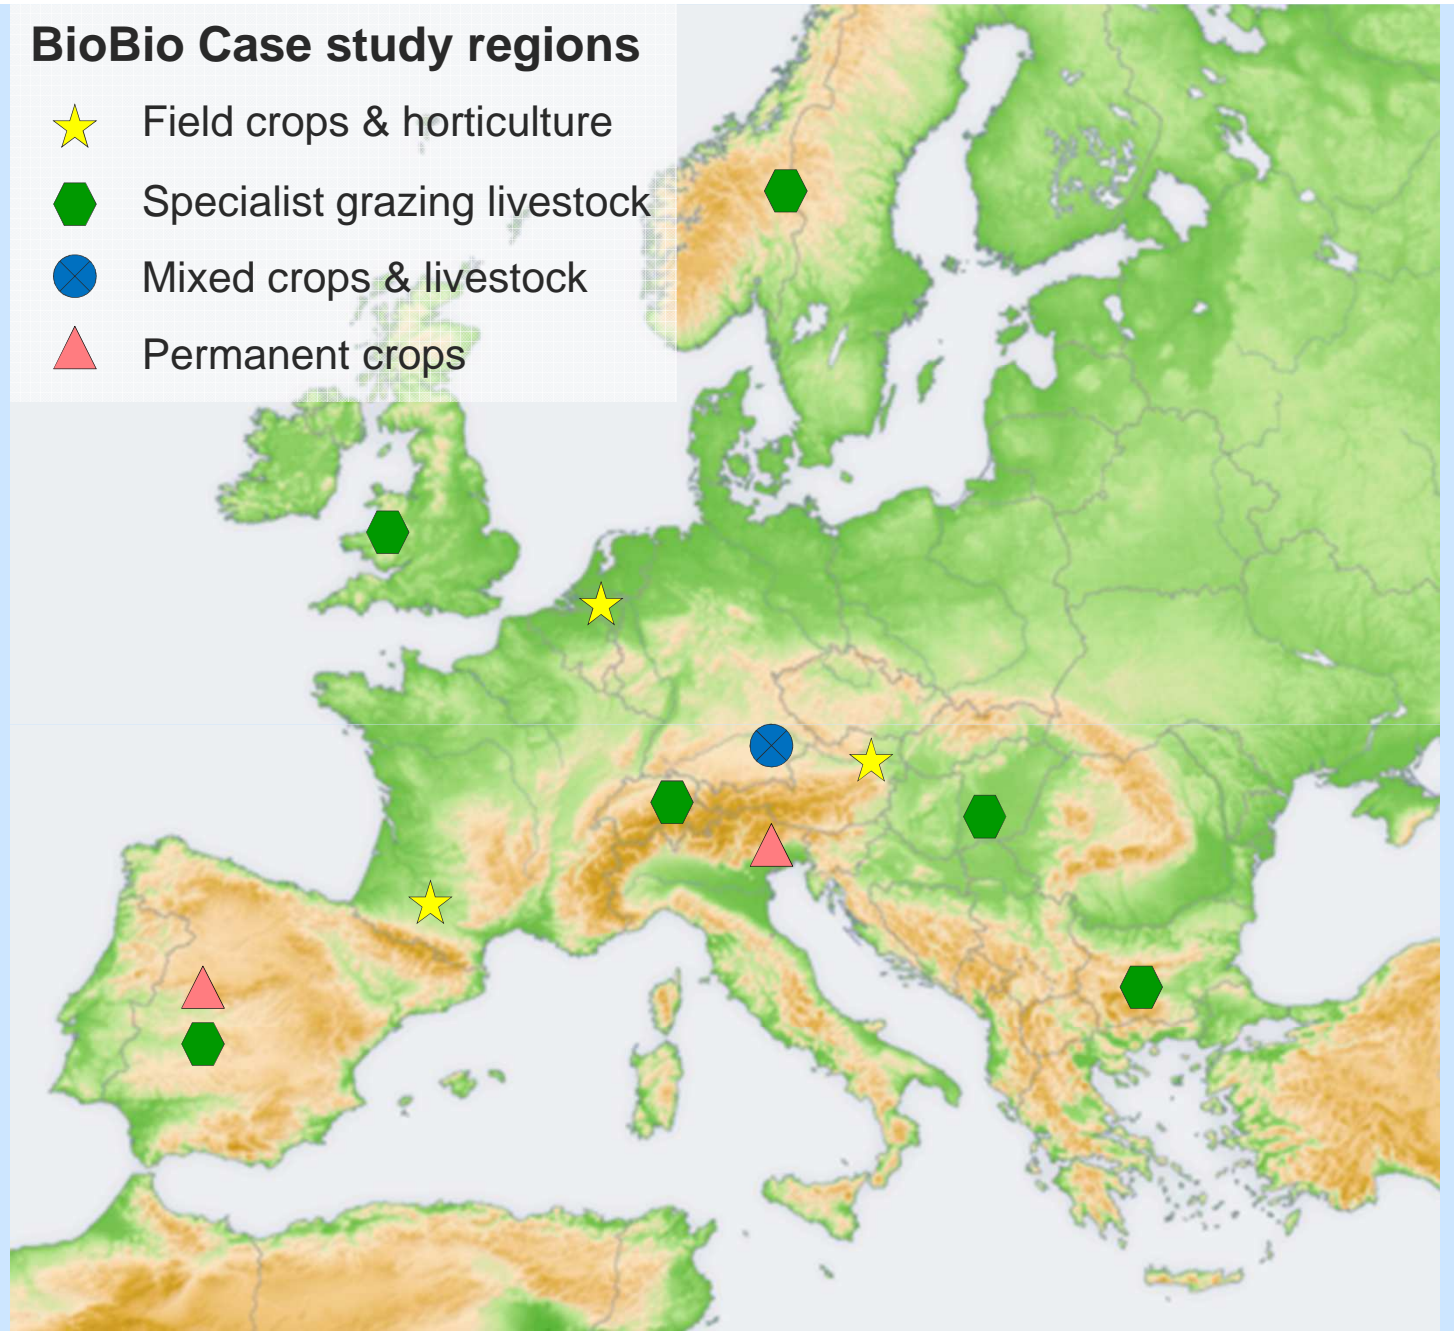 BioBio Case study regions
Field crops & horticulture
Specialist grazing livestock
Mixed crops & livestock
Permanent crops